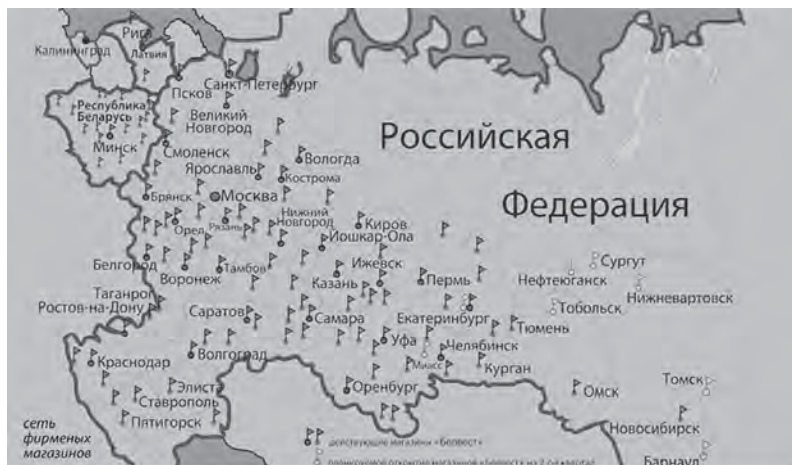 Рига
Калининград
Латвия
Санкт-Петербург
Псков
Республика
Беларусь
Великий
Новгород
Минск
Смоленск
Российская
Вологда
Ярославль
Кострома
Брянск
Москва
Федерация
Нижний
Новгород
Орел
Рязань
Киров
Йошкар-Ола
Белгород
Воронеж
Тамбов
Казань
Ижевск
Пермь
Сургут
Нефтеюганск
Нижневартовск
Таганрог
Ростов-на-Дону
Саратов
Самара
Екатеринбург
Тобольск
Тюмень
Волгоград
Уфа
Челябинск
Краснодар
Миасс
Курган
Элист
Оренбург
Омск
Томск
Ставрополь
Пятигорск
Новосибирск
сеть
фирменных
магазинов
действующие магазины «Белвест»
Барнаул